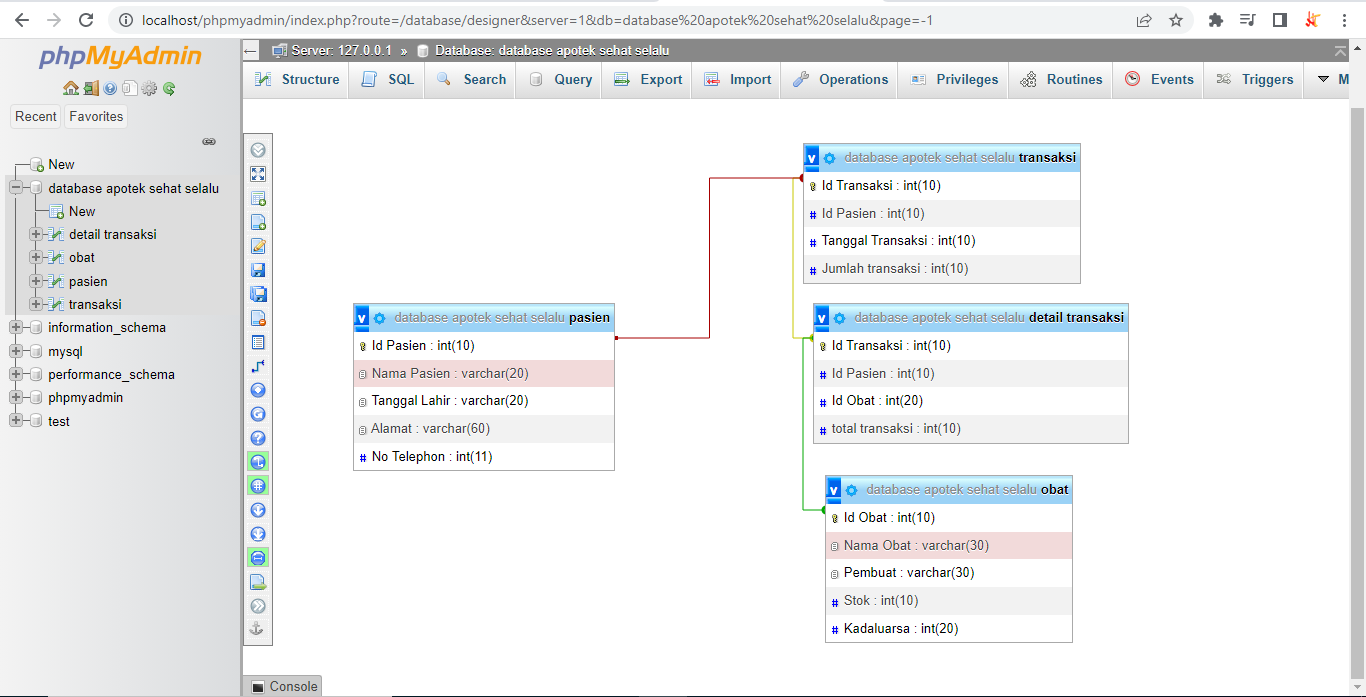 localhost/phpmyadmin/index.php?route=/database/designer&server=1&db=database%20apotek%20sehat%20selalu&page=-1
phpMyAdmin
Recent Favorites
New
database apotek sehat selalu
New
detail transaksi
obat
pasien
transaksi
information_schema
mysql
performance_schema
phpmyadmin
test
Server: 127.0.0.1 » Database: database apotek sehat selalu
Structure SQL Search Query Export Import Operations Privileges Routines Events Triggers M
v database apotek sehat selalu transaksi
Id Transaksi : int(10)
# Id Pasien : int(10)
# Tanggal Transaksi : int(10)
# Jumlah transaksi : int(10)
v database apotek sehat selalu pasien
Id Pasien : int(10)
Nama Pasien : varchar(20)
Tanggal Lahir : varchar(20)
Alamat : varchar(60)
# No Telephon : int(11)
v database apotek sehat selalu detail transaksi
Id Transaksi : int(10)
# Id Pasien : int(10)
# Id Obat : int(20)
# total transaksi : int(10)
v database apotek sehat selalu obat
Id Obat : int(10)
Nama Obat : varchar(30)
Pembuat : varchar(30)
# Stok : int(10)
# Kadaluarsa : int(20)
Console